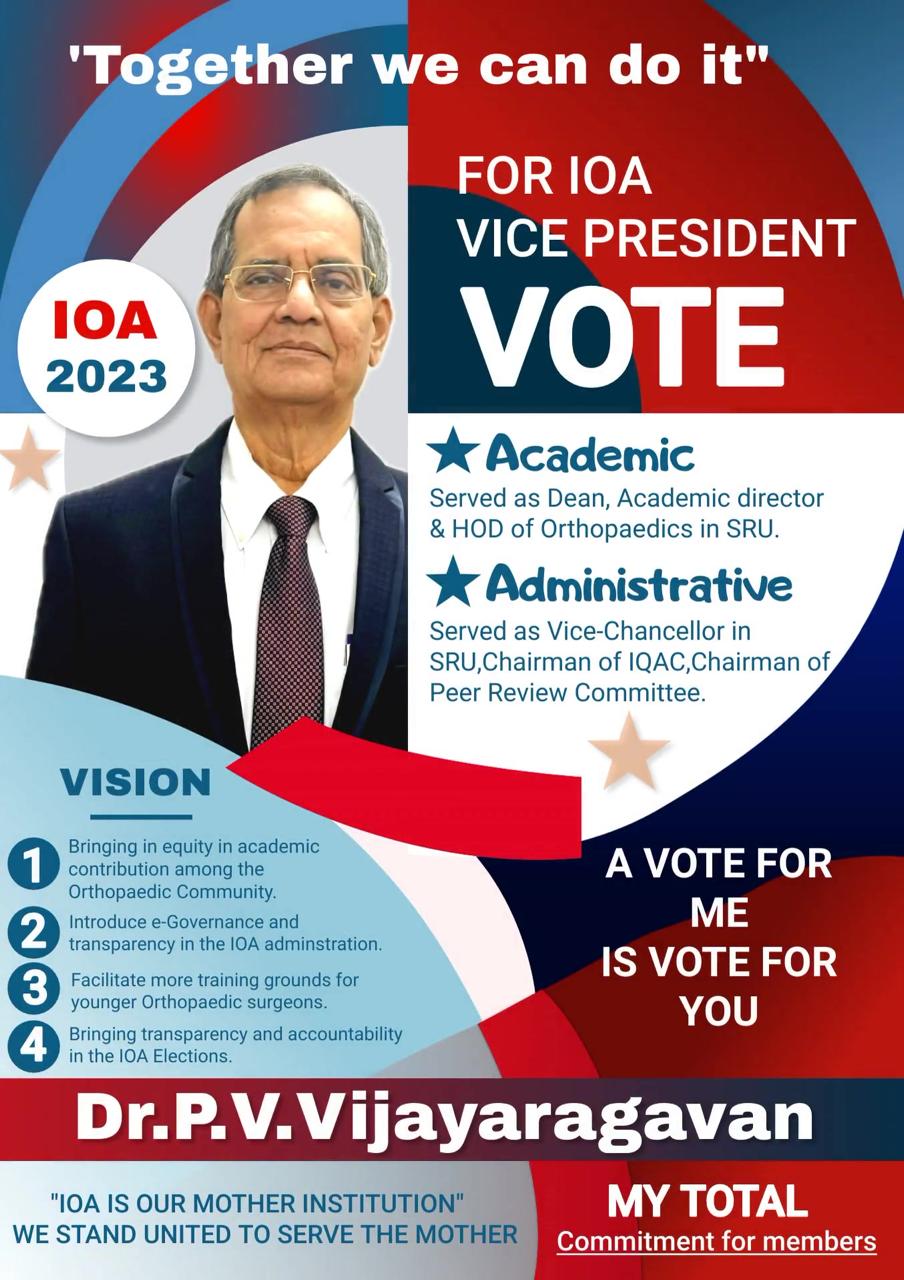 'Together we can do it"
FOR IOA
VICE PRESIDENT
VOTE
IOA
2023
Academic
Served as Dean, Academic director
& HOD of Orthopaedics in SRU.
Administrative
Served as Vice-Chancellor in
SRU,Chairman of IQAC,Chairman of
Peer Review Committee.
VISION
1 Bringing in equity in academic
contribution among the
Orthopaedic Community.
2 Introduce e-Governance and
transparency in the IOA adminstration.
3 Facilitate more training grounds for
younger Orthopaedic surgeons.
4 Bringing transparency and accountability
in the IOA Elections.
A VOTE FOR
ME
IS VOTE FOR
YOU
Dr.P.V.Vijayaragavan
"IOA IS OUR MOTHER INSTITUTION"
WE STAND UNITED TO SERVE THE MOTHER
MY TOTAL
Commitment for members